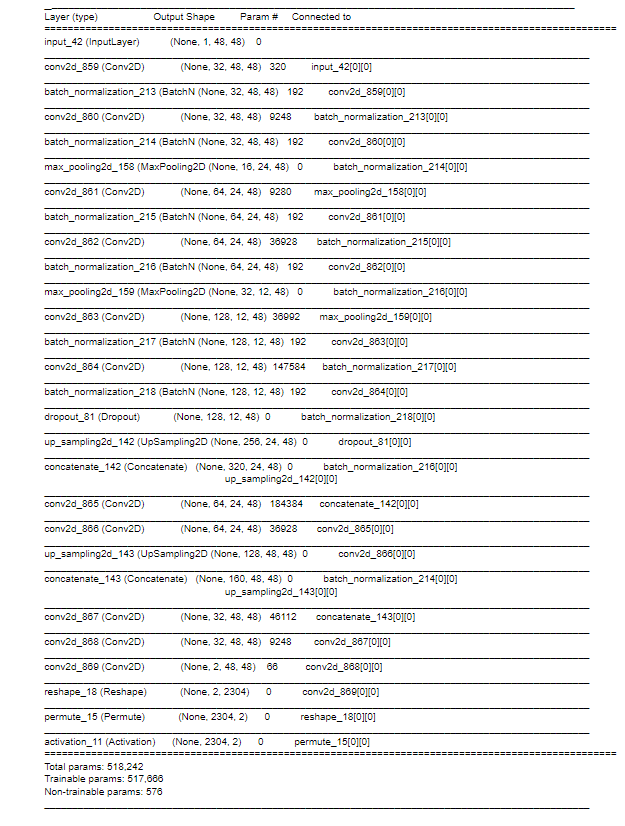 Layer (type) Output Shape Param # Connected to
input_42 (InputLayer) (None, 1, 48, 48) 0
conv2d_859 (Conv2D) (None, 32, 48, 48) 320 input_42[0][0]
batch_normalization_213 (BatchN (None, 32, 48, 48) 192 conv2d_859[0][0]
conv2d_860 (Conv2D) (None, 32, 48, 48) 9248 batch_normalization_213[0][0]
batch_normalization_214 (BatchN (None, 32, 48, 48) 192 conv2d_860[0][0]
max_pooling2d_158 (MaxPooling2D (None, 16, 24, 48) 0 batch_normalization_214[0][0]
conv2d_861 (Conv2D) (None, 64, 24, 48) 9280 max_pooling2d_158[0][0]
batch_normalization_215 (BatchN (None, 64, 24, 48) 192 conv2d_861[0][0]
conv2d_862 (Conv2D) (None, 64, 24, 48) 36928 batch_normalization_215[0][0]
batch_normalization_216 (BatchN (None, 64, 24, 48) 192 conv2d_862[0][0]
max_pooling2d_159 (MaxPooling2D (None, 32, 12, 48) 0 batch_normalization_216[0][0]
conv2d_863 (Conv2D) (None, 128, 12, 48) 36992 max_pooling2d_159[0][0]
batch_normalization_217 (BatchN (None, 128, 12, 48) 192 conv2d_863[0][0]
conv2d_864 (Conv2D) (None, 128, 12, 48) 147584 batch_normalization_217[0][0]
batch_normalization_218 (BatchN (None, 128, 12, 48) 192 conv2d_864[0][0]
dropout_81 (Dropout) (None, 128, 12, 48) 0 batch_normalization_218[0][0]
up_sampling2d_142 (UpSampling2D (None, 256, 24, 48) 0 dropout_81[0][0]
concatenate_142 (Concatenate) (None, 320, 24, 48) 0 batch_normalization_216[0][0]
up_sampling2d_142[0][0]
conv2d_865 (Conv2D) (None, 64, 24, 48) 184384 concatenate_142[0][0]
conv2d_866 (Conv2D) (None, 64, 24, 48) 36928 conv2d_865[0][0]
up_sampling2d_143 (UpSampling2D (None, 128, 48, 48) 0 conv2d_866[0][0]
concatenate_143 (Concatenate) (None, 160, 48, 48) 0 batch_normalization_214[0][0]
up_sampling2d_143[0][0]
conv2d_867 (Conv2D) (None, 32, 48, 48) 46112 concatenate_143[0][0]
conv2d_868 (Conv2D) (None, 32, 48, 48) 9248 conv2d_867[0][0]
conv2d_869 (Conv2D) (None, 2, 48, 48) 66 conv2d_868[0][0]
reshape_18 (Reshape) (None, 2, 2304) 0 conv2d_869[0][0]
permute_15 (Permute) (None, 2304, 2) 0 reshape_18[0][0]
activation_11 (Activation) (None, 2304, 2) 0 permute_15[0][0]
Total params: 518,242
Trainable params: 517,666
Non-trainable params: 576